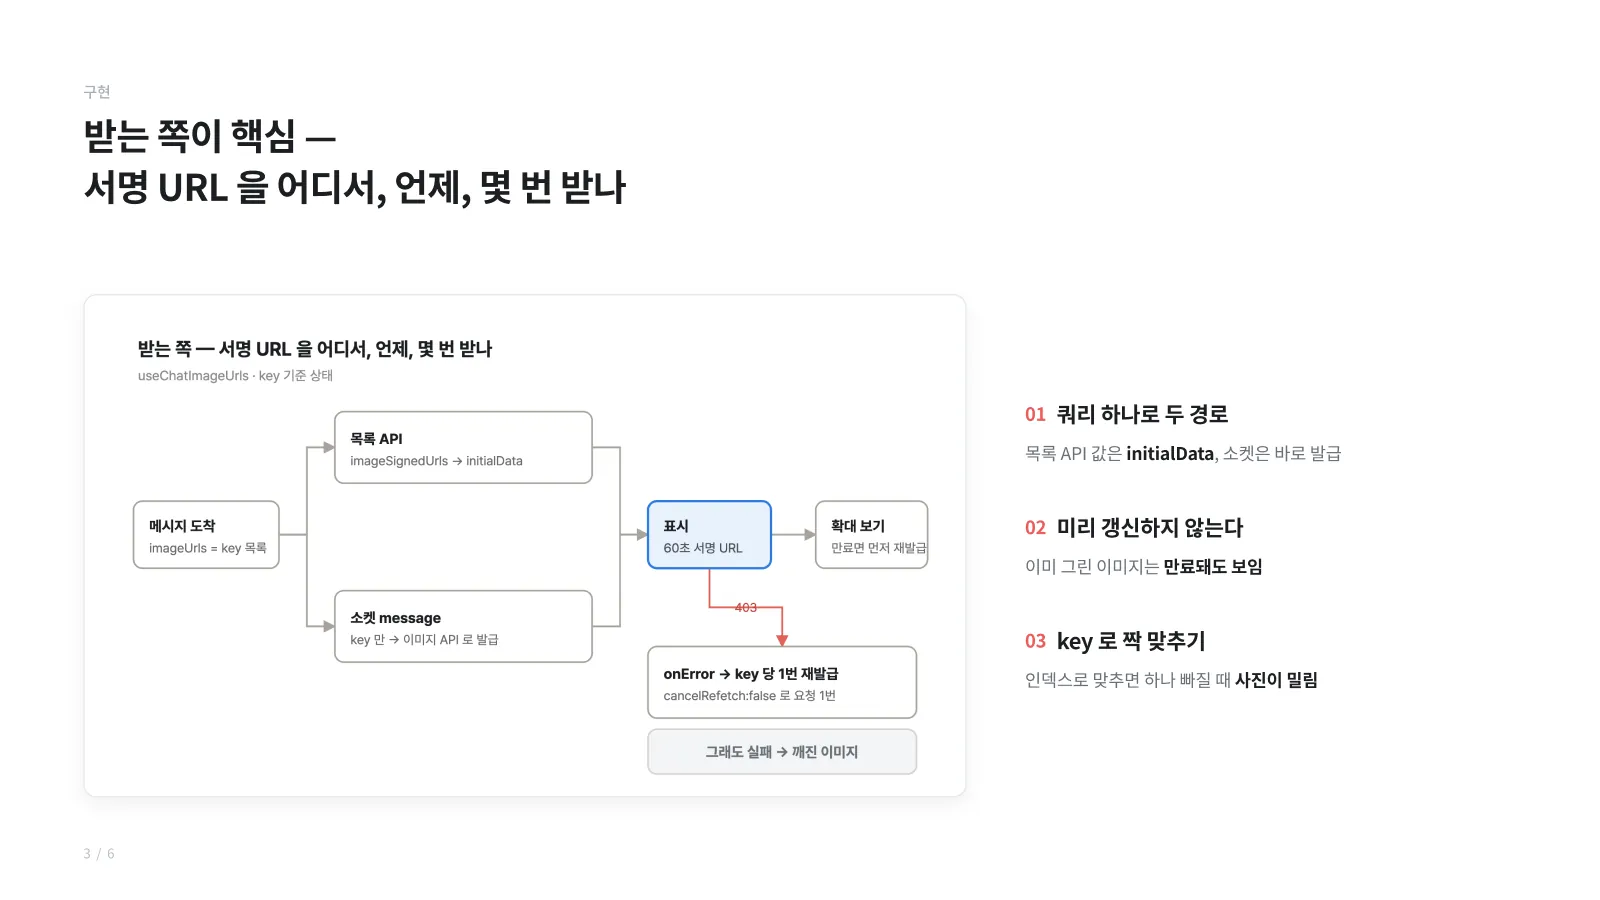 구현
받는 쪽이 핵심 —
서명 URL 을 어디서, 언제, 몇 번 받나
받는 쪽 — 서명 URL 을 어디서, 언제, 몇 번 받나
useChatImageUrls · key 기준 상태
목록 API
imageSignedUrls → initialData
메시지 도착
imageUrls = key 목록
표시
60초 서명 URL
확대 보기
만료면 먼저 재발급
소켓 message
key 만 → 이미지 API 로 발급
403
onError → key 당 1번 재발급
cancelRefetch:false 로 요청 1번
그래도 실패 → 깨진 이미지
01 쿼리 하나로 두 경로
목록 API 값은 initialData, 소켓은 바로 발급
02 미리 갱신하지 않는다
이미 그린 이미지는 만료돼도 보임
03 key 로 짝 맞추기
인덱스로 맞추면 하나 빠질 때 사진이 밀림
3 / 6